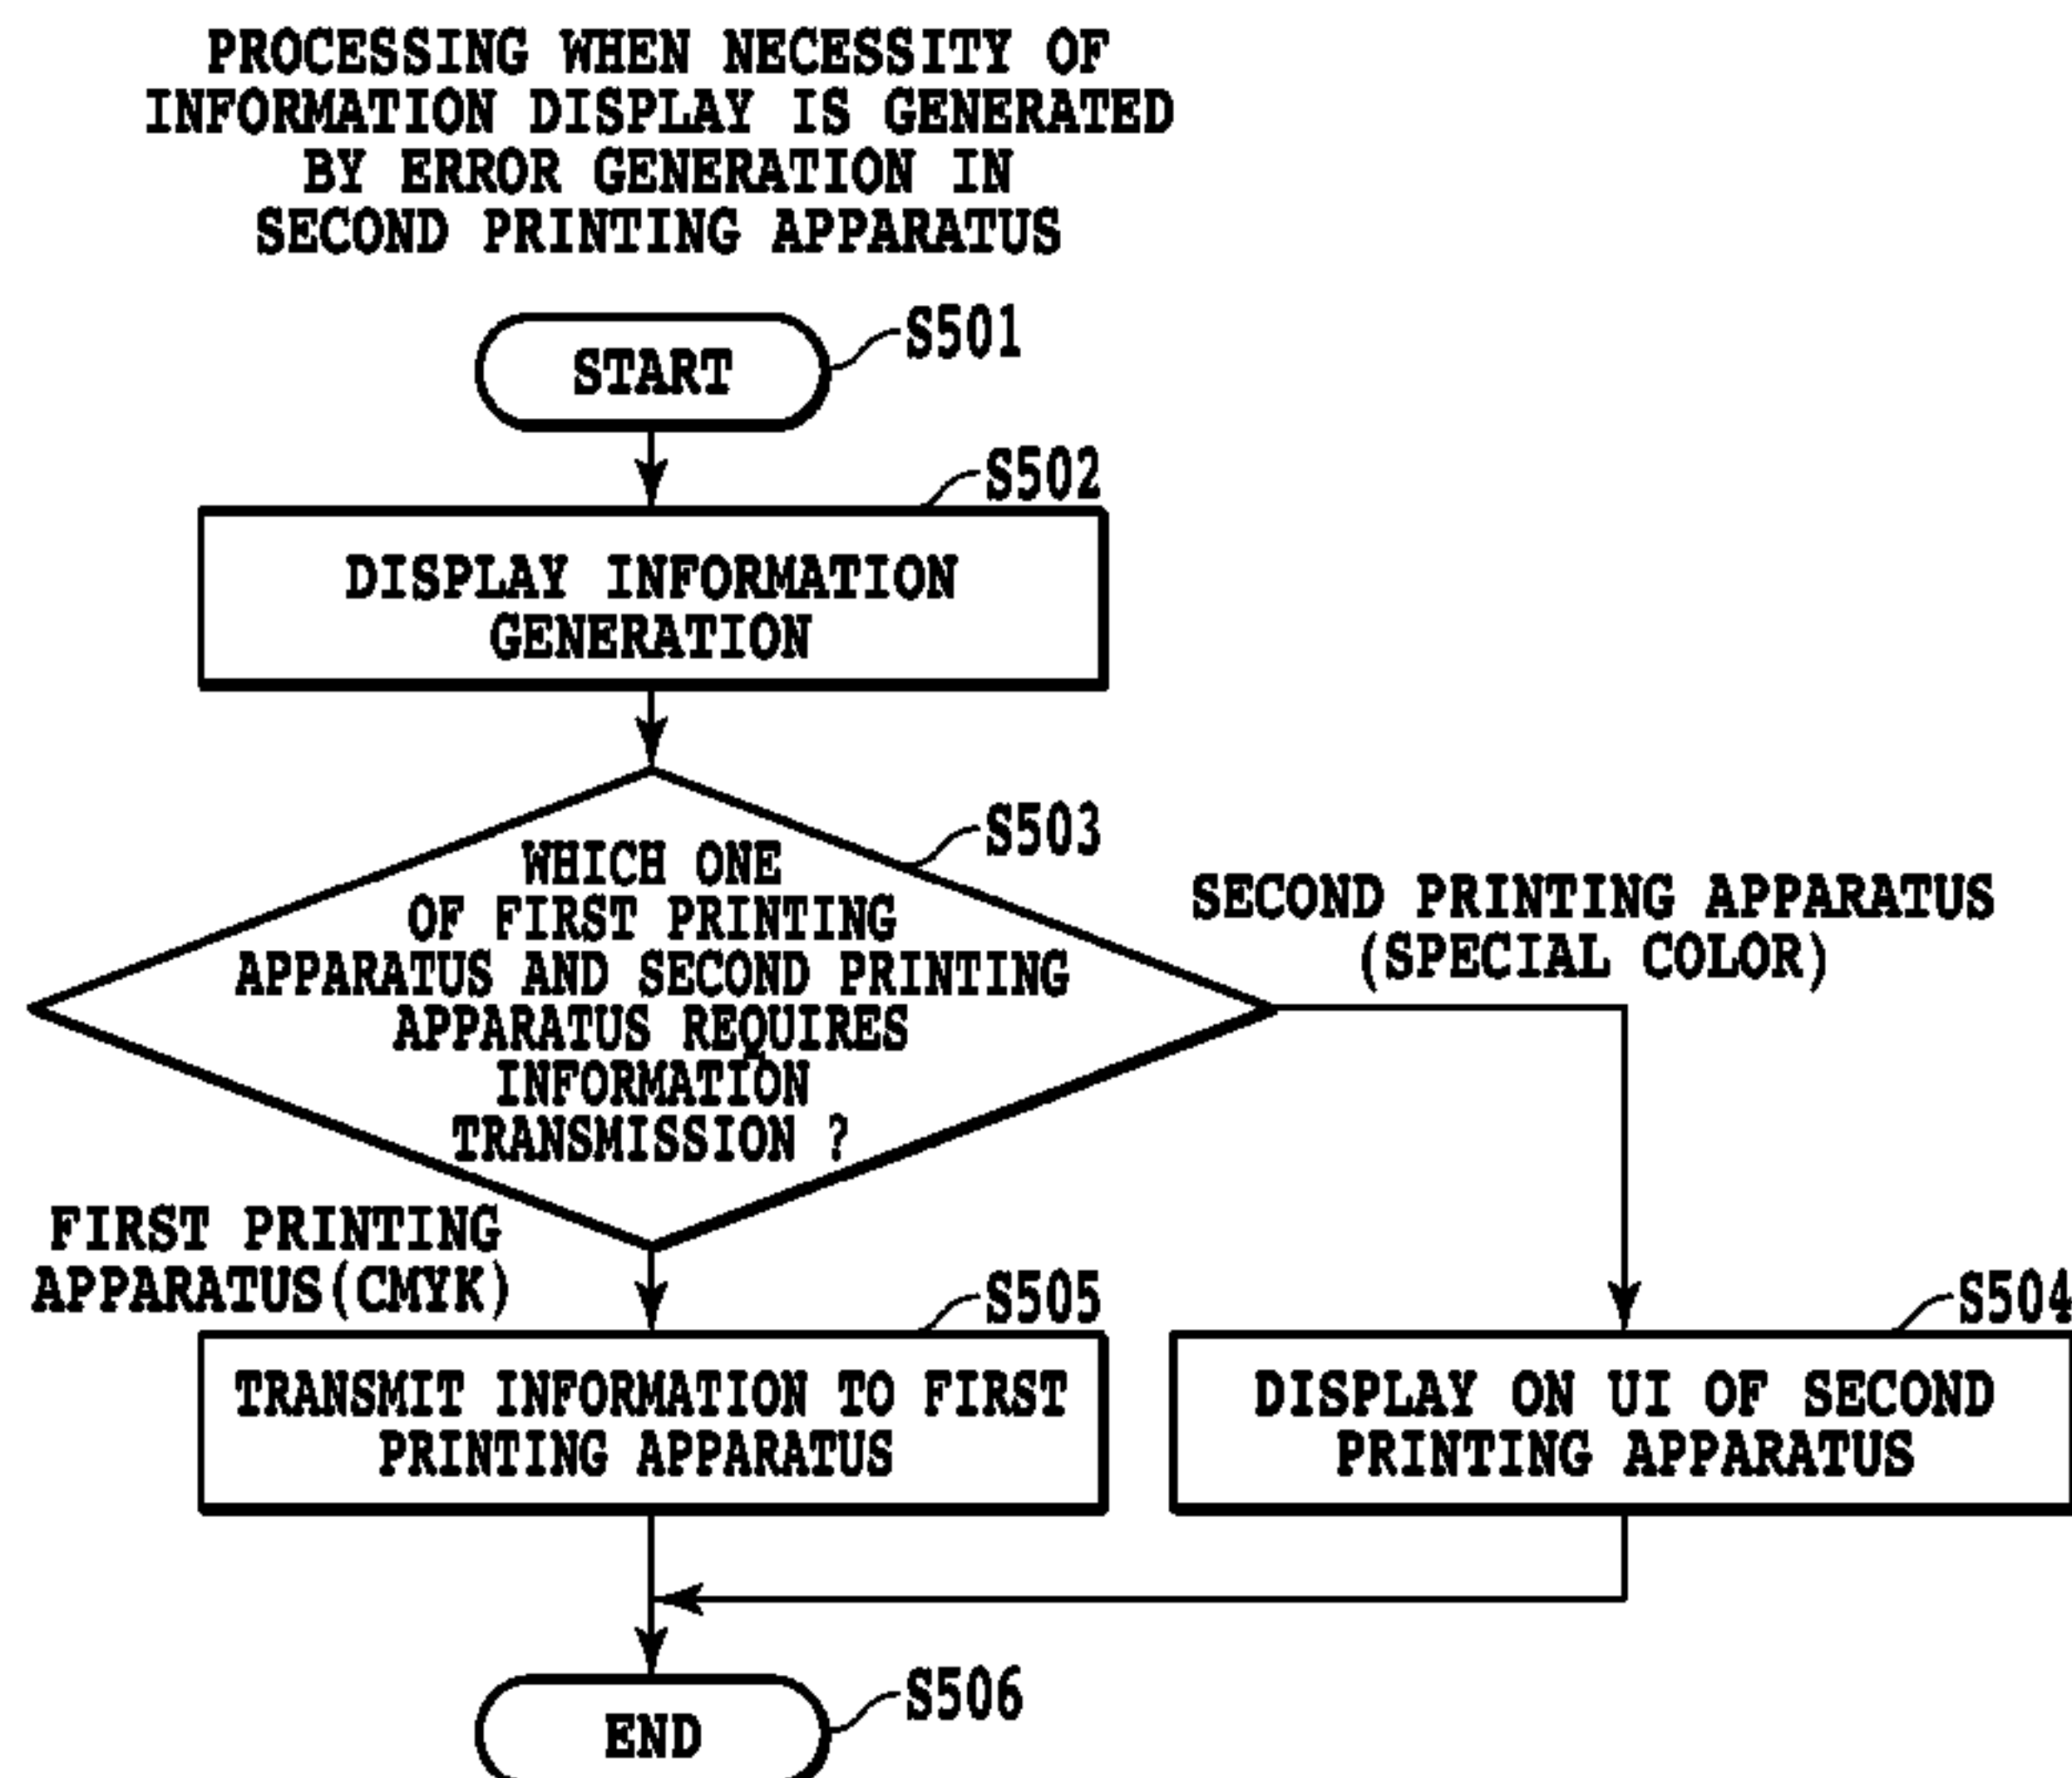 PROCESSING WHEN NECESSITY OF
INFORMATION DISPLAY IS GENERATED
BY ERROR GENERATION IN
SECOND PRINTING APPARATUS
START
S501
S502
DISPLAY INFORMATION
GENERATION
S503
WHICH ONE
OF FIRST PRINTING
APPARATUS AND SECOND PRINTING
APPARATUS REQUIRES
INFORMATION
TRANSMISSION ?
SECOND PRINTING APPARATUS
(SPECIAL COLOR)
FIRST PRINTING
APPARATUS(CMYK)
S505
TRANSMIT INFORMATION TO FIRST
PRINTING APPARATUS
S504
DISPLAY ON UI OF SECOND
PRINTING APPARATUS
S506
END